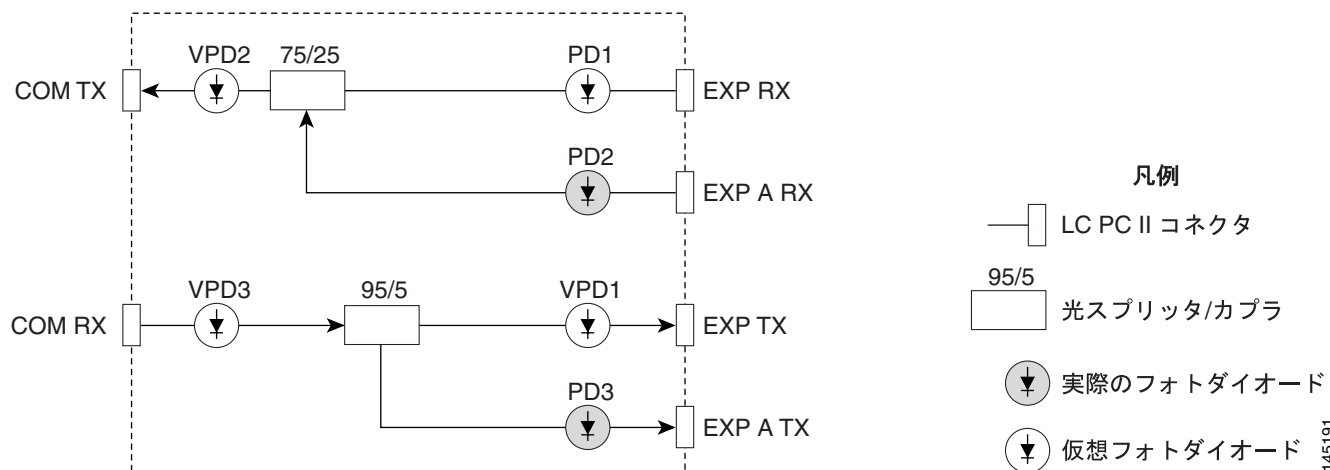 VPD2
75/25
PD1
COM TX
EXP RX
PD2
EXP A RX
VPD3
95/5
VPD1
COM RX
EXP TX
PD3
EXP A TX
凡例
LC PC II コネクタ
95/5
光スプリッタ/カプラ
実際のフォトダイオード
仮想フォトダイオード
145191